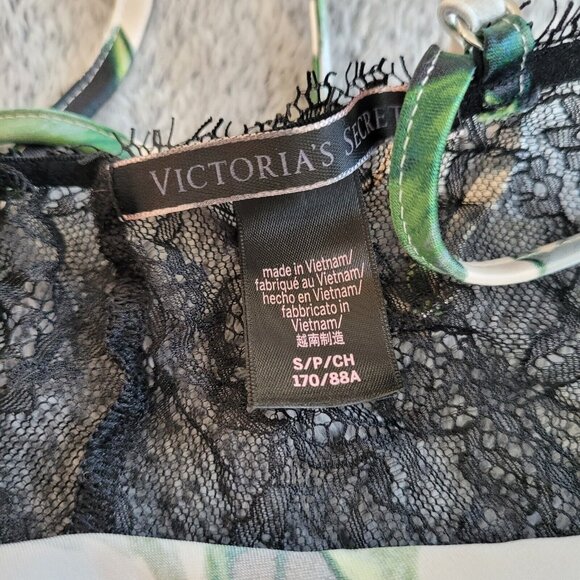 VICTORIA'S SECRET
made in Vietnam/
fabriqué au Vietnam/
hecho en Vietnam/
fabbricato in
Vietnam/
越南制造
S/P/CH
170/88A